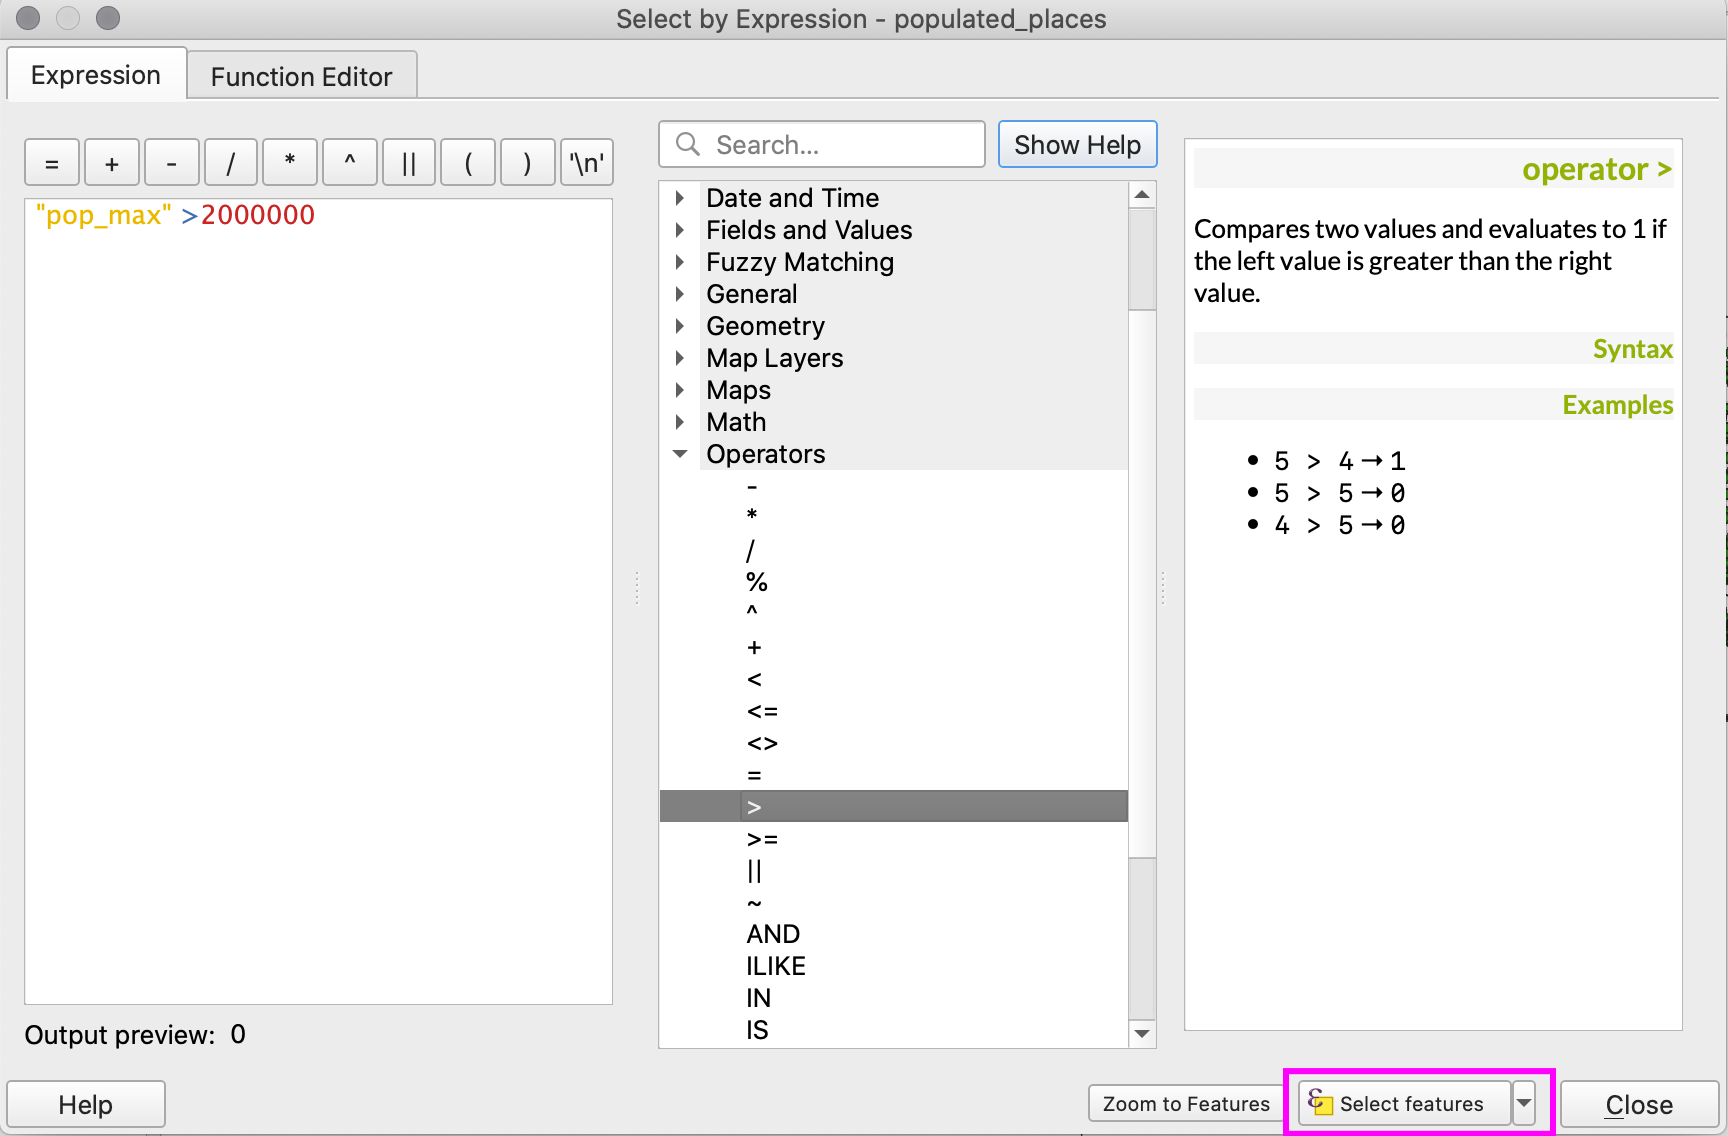 Select by Expression - populated_places
Expression
Function Editor
=
+
-
/
*
^
||
(
)
'\n'
"pop_max" >2000000
Output preview: 0
Search...
Show Help
Date and Time
Fields and Values
Fuzzy Matching
General
Geometry
Map Layers
Maps
Math
Operators
-
*
/
%
^
+
<
<=
<>
=
>
>=
||
~
AND
ILIKE
IN
IS
operator >
Compares two values and evaluates to 1 if
the left value is greater than the right
value.
Syntax
Examples
• 5 > 4→1
• 5 > 5→0
• 4 > 5→0
Help
Zoom to Features
Select features
Close